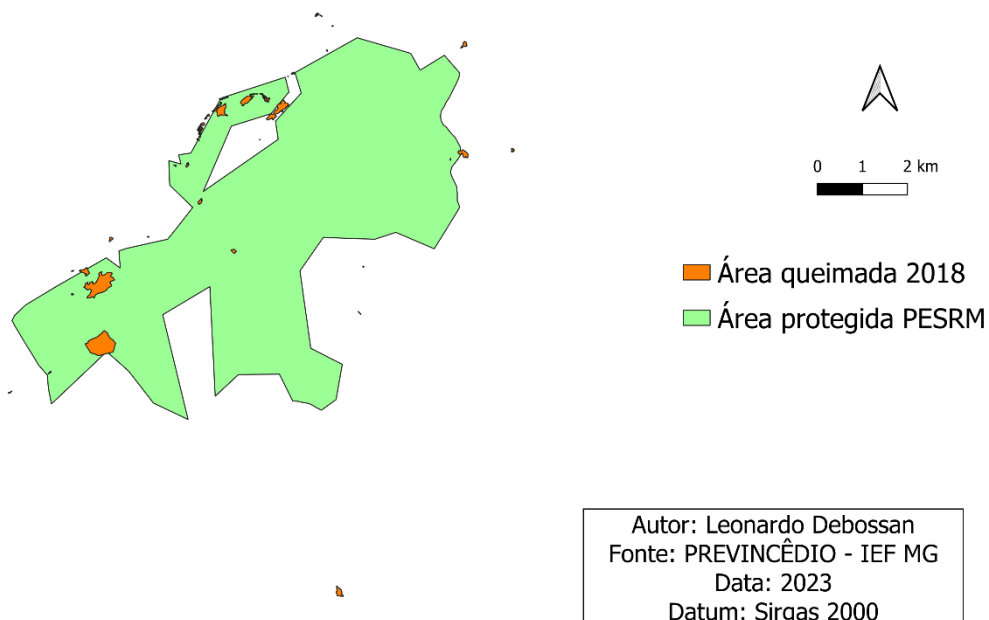 0 1 2 km
Área queimada 2018
Área protegida PESRM
Autor: Leonardo Debossan
Fonte: PREVINCÊDIO - IEF MG
Data: 2023
Datum: Sirgas 2000